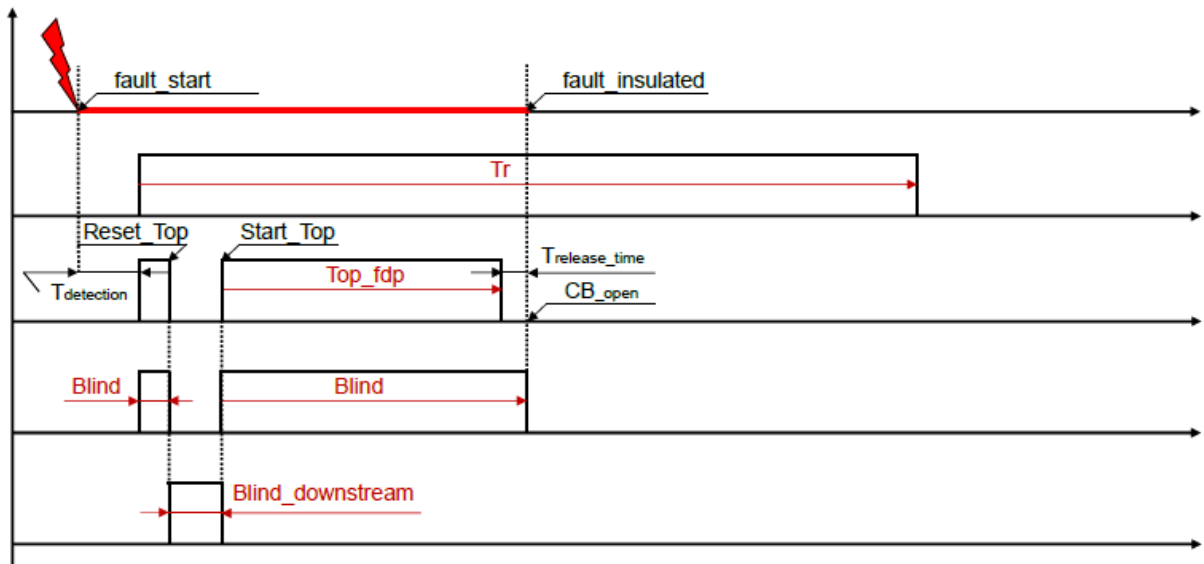 fault_start
fault_insulated
Tr
Reset_Top
Start_Top
Trelease_time
Tdetection
Top_fdp
CB_open
Blind
Blind
Blind_downstream